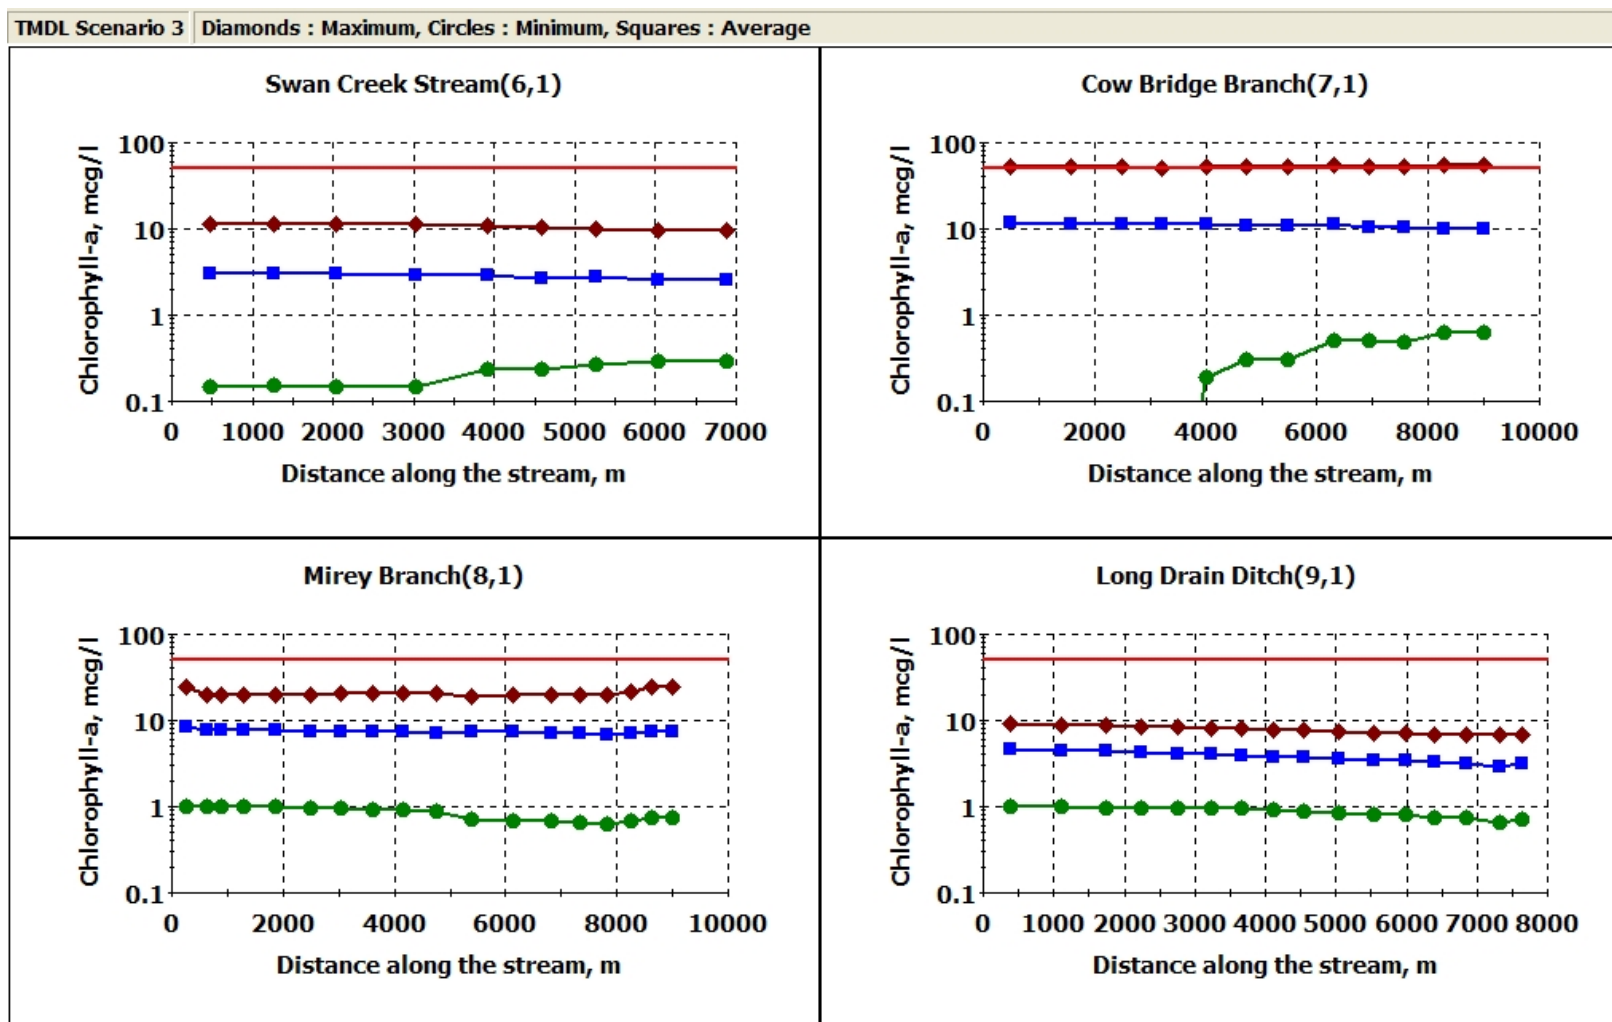 TMDL Scenario 3 Diamonds : Maximum, Circles : Minimum, Squares : Average
Swan Creek Stream(6,1)
Chlorophyll-a, mcg/l
100
10
1
0.1
0 1000 2000 3000 4000 5000 6000 7000
Distance along the stream, m
Cow Bridge Branch(7,1)
Chlorophyll-a, mcg/l
100
10
1
0.1
0 2000 4000 6000 8000 10000
Distance along the stream, m
Mirey Branch(8,1)
Chlorophyll-a, mcg/l
100
10
1
0.1
0 2000 4000 6000 8000 10000
Distance along the stream, m
Long Drain Ditch(9,1)
Chlorophyll-a, mcg/l
100
10
1
0.1
0 1000 2000 3000 4000 5000 6000 7000 8000
Distance along the stream, m